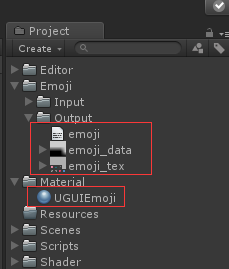 Project
Create
Editor
Emoji
Input
Output
emoji
emoji_data
emoji_tex
Material
UGUIEmoji
Resources
Scenes
Scripts
Shader